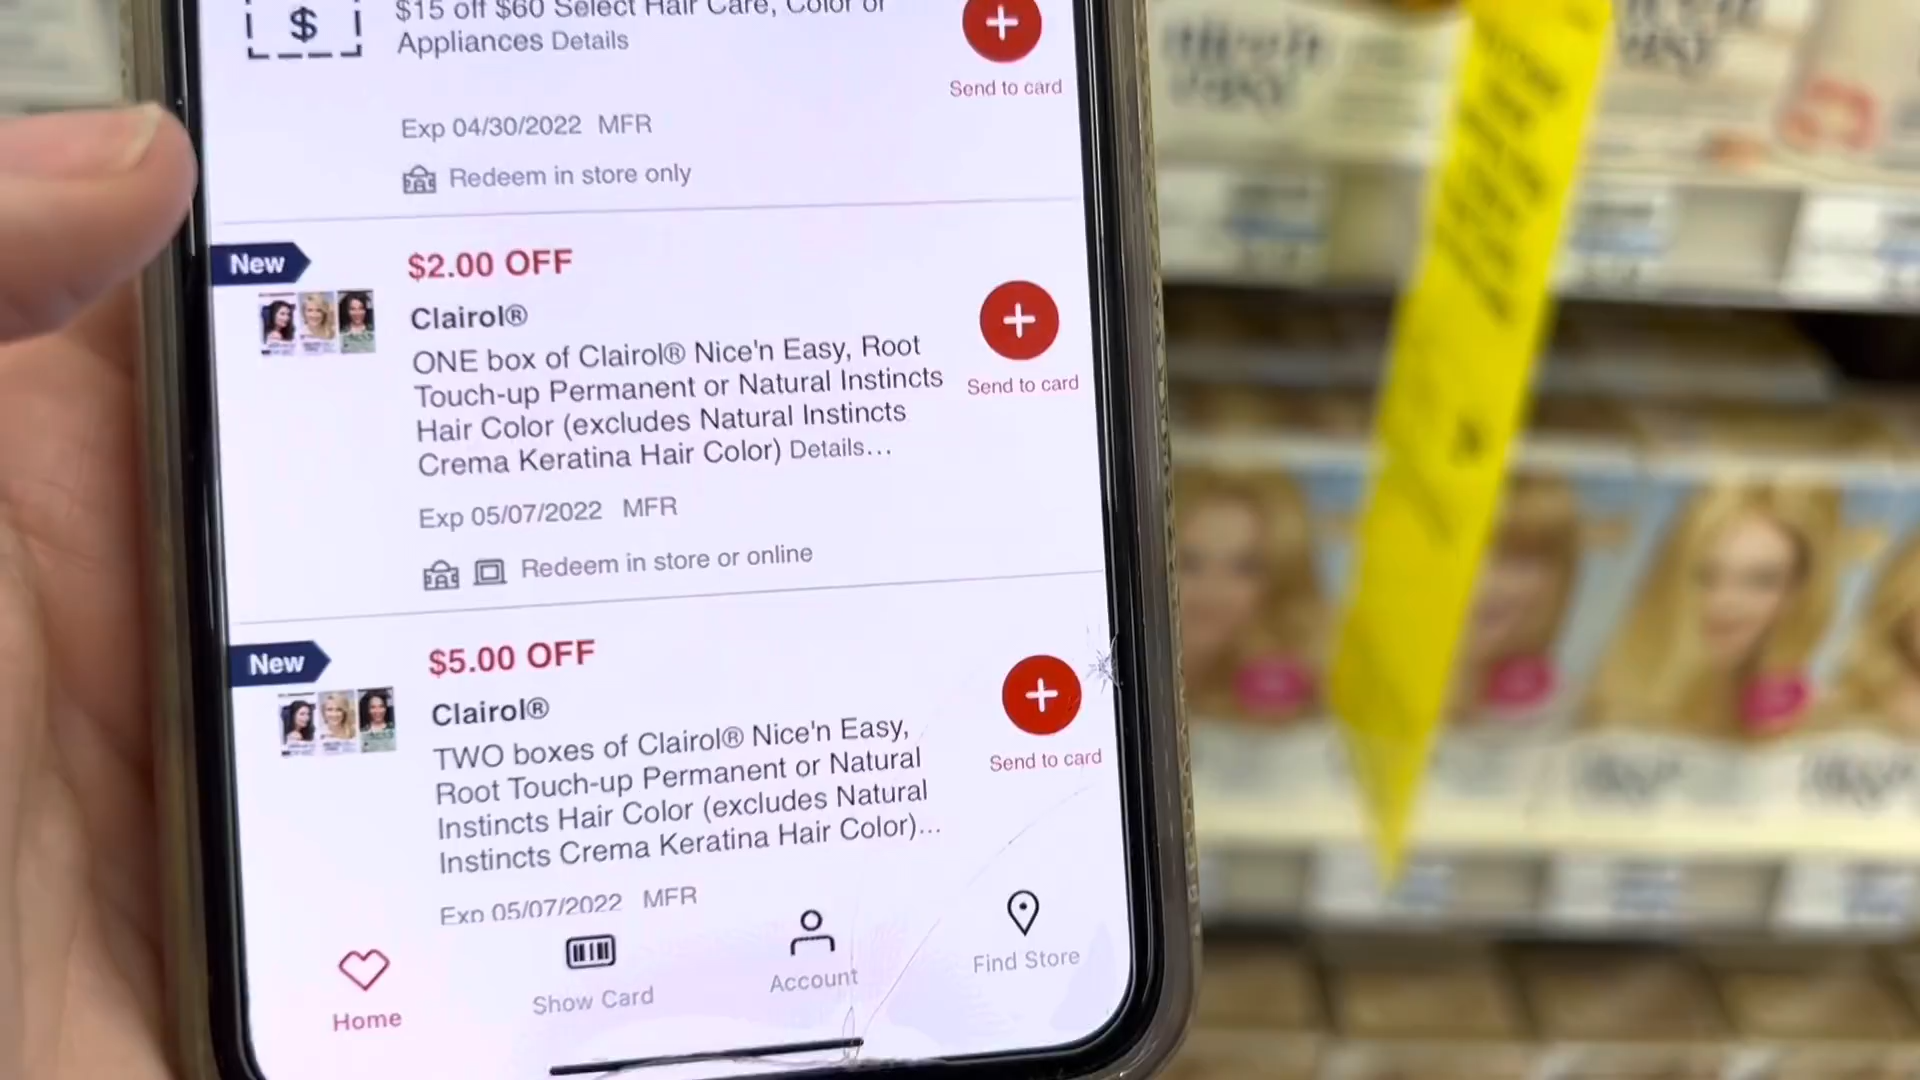 $
$15 off $60 Select Hair Care, Color or
Appliances Details
Send to card
Exp 04/30/2022 MFR
Redeem in store only
New
$2.00 OFF
Clairol®
ONE box of Clairol® Nice'n Easy, Root
Touch-up Permanent or Natural Instincts
Hair Color (excludes Natural Instincts
Crema Keratina Hair Color) Details...
Send to card
Exp 05/07/2022 MFR
Redeem in store or online
New
$5.00 OFF
Clairol®
TWO boxes of Clairol® Nice'n Easy,
Root Touch-up Permanent or Natural
Instincts Hair Color (excludes Natural
Instincts Crema Keratina Hair Color)...
Send to card
Exp 05/07/2022 MFR
Home
Show Card
Account
Find Store